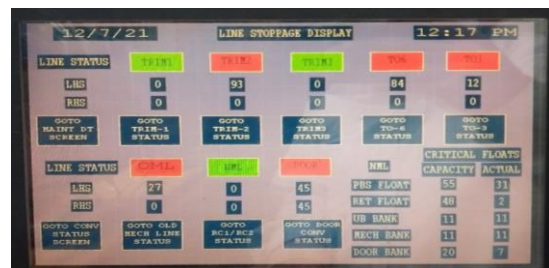 12/7/21 LINE STOPPAGE DISPLAY 12:17 PM
LINE STATUS TRIM1 TRIM2 TRIM3 TO6 TO3
LHS 0 93 0 84 12
RHS 0 0 0 0 0
GOTO GOTO GOTO GOTO GOTO GOTO
MAINT DT TRIM-1 TRIM-2 TRIM3 TO-6 TO-3
SCREEN STATUS STATUS STATUS STATUS STATUS
CRITICAL FLOATS
LINE STATUS OML NML DOOR NML CAPACITY ACTUAL
LHS 27 0 45 PBS FLOAT 55 31
RHS 0 0 45 RET FLOAT 48 2
UB BANK 11 11
GOTO CONV GOTO OLD GOTO GOTO DOOR
STATUS MECH LINE RC1/RC2 CONV MECH BANK 11 11
SCREEN STATUS STATUS STATUS DOOR BANK 20 7